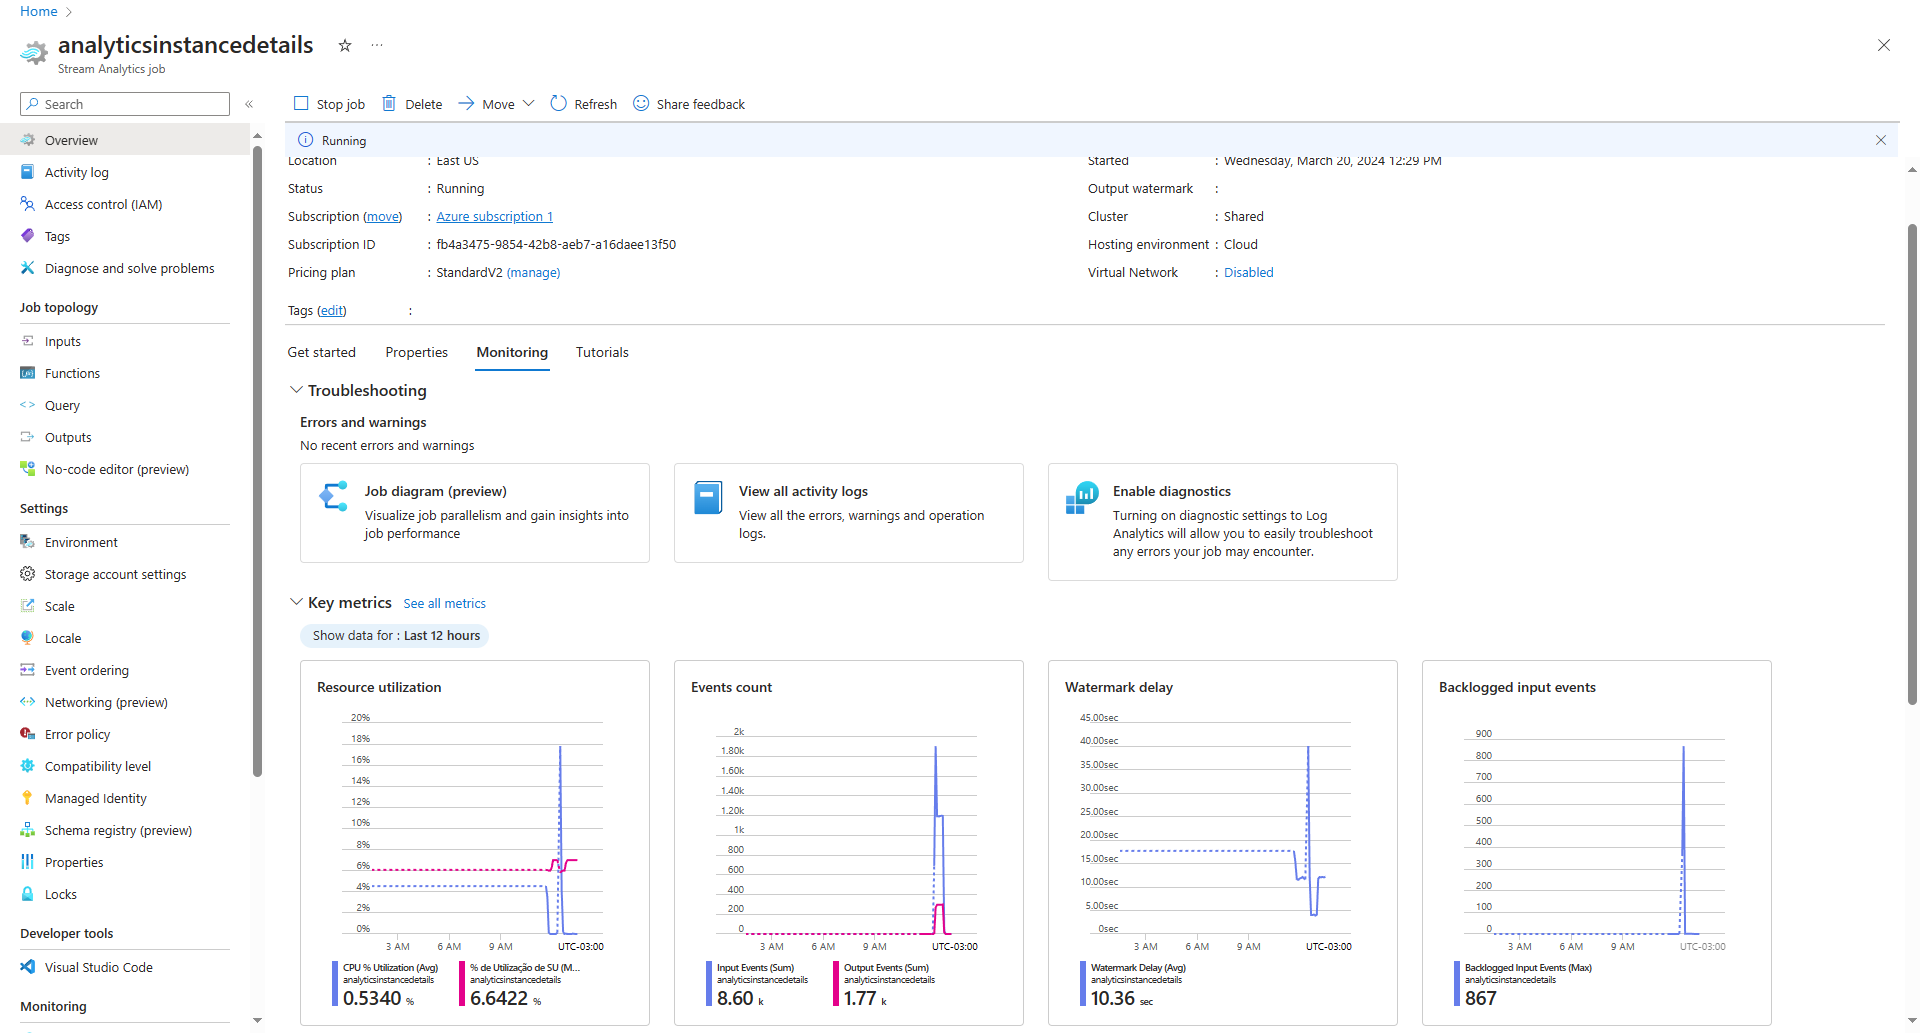 Home
analyticsinstancedetails
Stream Analytics job
Search
Stop job Delete Move Refresh Share feedback
Running
Overview
Activity log
Access control (IAM)
Tags
Diagnose and solve problems
Job topology
Inputs
Functions
Query
Outputs
No-code editor (preview)
Settings
Environment
Storage account settings
Scale
Locale
Event ordering
Networking (preview)
Error policy
Compatibility level
Managed Identity
Schema registry (preview)
Properties
Locks
Developer tools
Visual Studio Code
Monitoring
Location : East US
Status : Running
Subscription (move) : Azure subscription 1
Subscription ID : fb4a3475-9854-42b8-aeb7-a16daee13f50
Pricing plan : StandardV2 (manage)
Tags (edit) :
Started : Wednesday, March 20, 2024 12:29 PM
Output watermark :
Cluster : Shared
Hosting environment : Cloud
Virtual Network : Disabled
Get started Properties Monitoring Tutorials
Troubleshooting
Errors and warnings
No recent errors and warnings
Job diagram (preview)
Visualize job parallelism and gain insights into
job performance
View all activity logs
View all the errors, warnings and operation
logs.
Enable diagnostics
Turning on diagnostic settings to Log
Analytics will allow you to easily troubleshoot
any errors your job may encounter.
Key metrics See all metrics
Show data for : Last 12 hours
Resource utilization
20%
18%
16%
14%
12%
10%
8%
6%
4%
2%
0%
3 AM 6 AM 9 AM UTC-03:00
CPU % Utilization (Avg)
analyticsinstancedetails
0.5340 %
% de Utilização de SU (M...
analyticsinstancedetails
6.6422 %
Events count
2k
1.80k
1.60k
1.40k
1.20k
1k
800
600
400
200
0
3 AM 6 AM 9 AM UTC-03:00
Input Events (Sum)
analyticsinstancedetails
8.60 k
Output Events (Sum)
analyticsinstancedetails
1.77 k
Watermark delay
45.00sec
40.00sec
35.00sec
30.00sec
25.00sec
20.00sec
15.00sec
10.00sec
5.00sec
0sec
3 AM 6 AM 9 AM UTC-03:00
Watermark Delay (Avg)
analyticsinstancedetails
10.36 sec
Backlogged input events
900
800
700
600
500
400
300
200
100
0
3 AM 6 AM 9 AM UTC-03:00
Backlogged Input Events (Max)
analyticsinstancedetails
867